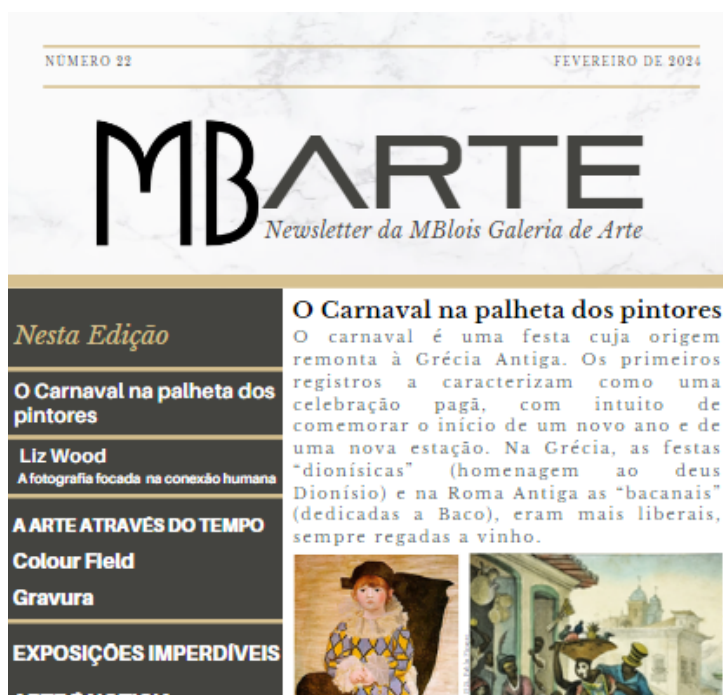 NÚMERO 22
FEVEREIRO DE 2024
MBARTE
Newsletter da MBlois Galeria de Arte
Nesta Edição
O Carnaval na palheta dos
pintores
Liz Wood
A fotografia focada na conexão humana
A ARTE ATRAVÉS DO TEMPO
Colour Field
Gravura
EXPOSIÇÕES IMPERDÍVEIS
O Carnaval na palheta dos pintores
O carnaval é uma festa cuja origem
remonta à Grécia Antiga. Os primeiros
registros a caracterizam como uma
celebração pagã, com intuito de
comemorar o início de um novo ano e de
uma nova estação. Na Grécia, as festas
“dionísicas” (homenagem ao deus
Dionísio) e na Roma Antiga as “bacanais”
(dedicadas a Baco), eram mais liberais,
sempre regadas a vinho.